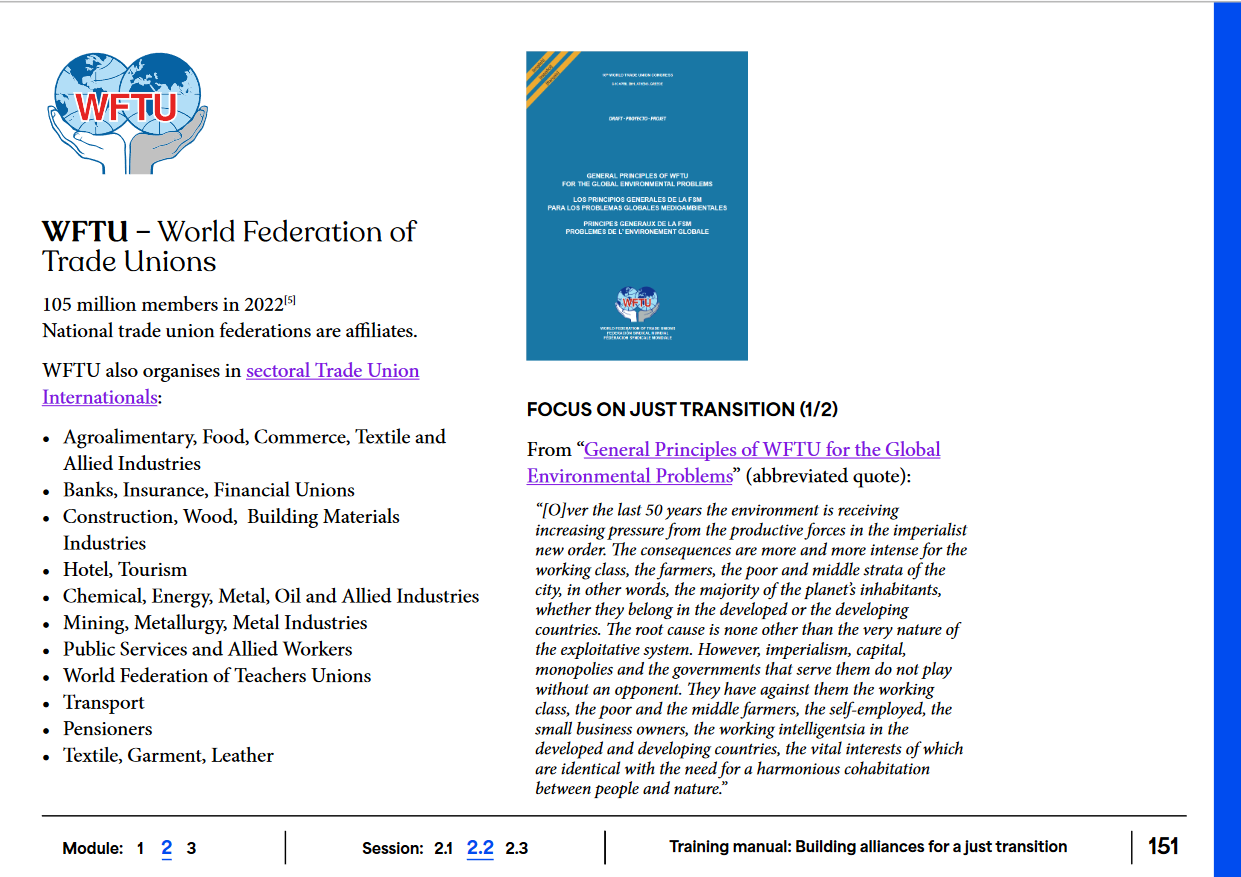 WFTU
WFTU – World Federation of
Trade Unions
105 million members in 2022[5]
National trade union federations are affiliates.
WFTU also organises in sectoral Trade Union
Internationals:
• Agroalimentary, Food, Commerce, Textile and
Allied Industries
• Banks, Insurance, Financial Unions
• Construction, Wood,  Building Materials
Industries
• Hotel, Tourism
• Chemical, Energy, Metal, Oil and Allied Industries
• Mining, Metallurgy, Metal Industries
• Public Services and Allied Workers
• World Federation of Teachers Unions
• Transport
• Pensioners
• Textile, Garment, Leather
DRAFT - PROYECTO - PROJET
GENERAL PRINCIPLES OF WFTU
FOR THE GLOBAL ENVIRONMENTAL PROBLEMS
LOS PRINCIPIOS GENERALES DE LA FSM
PARA LOS PROBLEMAS GLOBALES MEDIOAMBIENTALES
PRINCIPES GENERAUX DE LA FSM
PROBLEMES DE L' ENVIRONEMENT GLOBALE
WFTU
WORLD FEDERATION OF TRADE UNIONS
FEDERACIÓN SINDICAL MUNDIAL
FÉDÉRATION SYNDICALE MONDIALE
FOCUS ON JUST TRANSITION (1/2)
From “General Principles of WFTU for the Global
Environmental Problems” (abbreviated quote):
“[O]ver the last 50 years the environment is receiving
increasing pressure from the productive forces in the imperialist
new order. The consequences are more and more intense for the
working class, the farmers, the poor and middle strata of the
city, in other words, the majority of the planet’s inhabitants,
whether they belong in the developed or the developing
countries. The root cause is none other than the very nature of
the exploitative system. However, imperialism, capital,
monopolies and the governments that serve them do not play
without an opponent. They have against them the working
class, the poor and the middle farmers, the self-employed, the
small business owners, the working intelligentsia in the
developed and developing countries, the vital interests of which
are identical with the need for a harmonious cohabitation
between people and nature.”
Module: 1 2 3
Session: 2.1 2.2 2.3
Training manual: Building alliances for a just transition
151